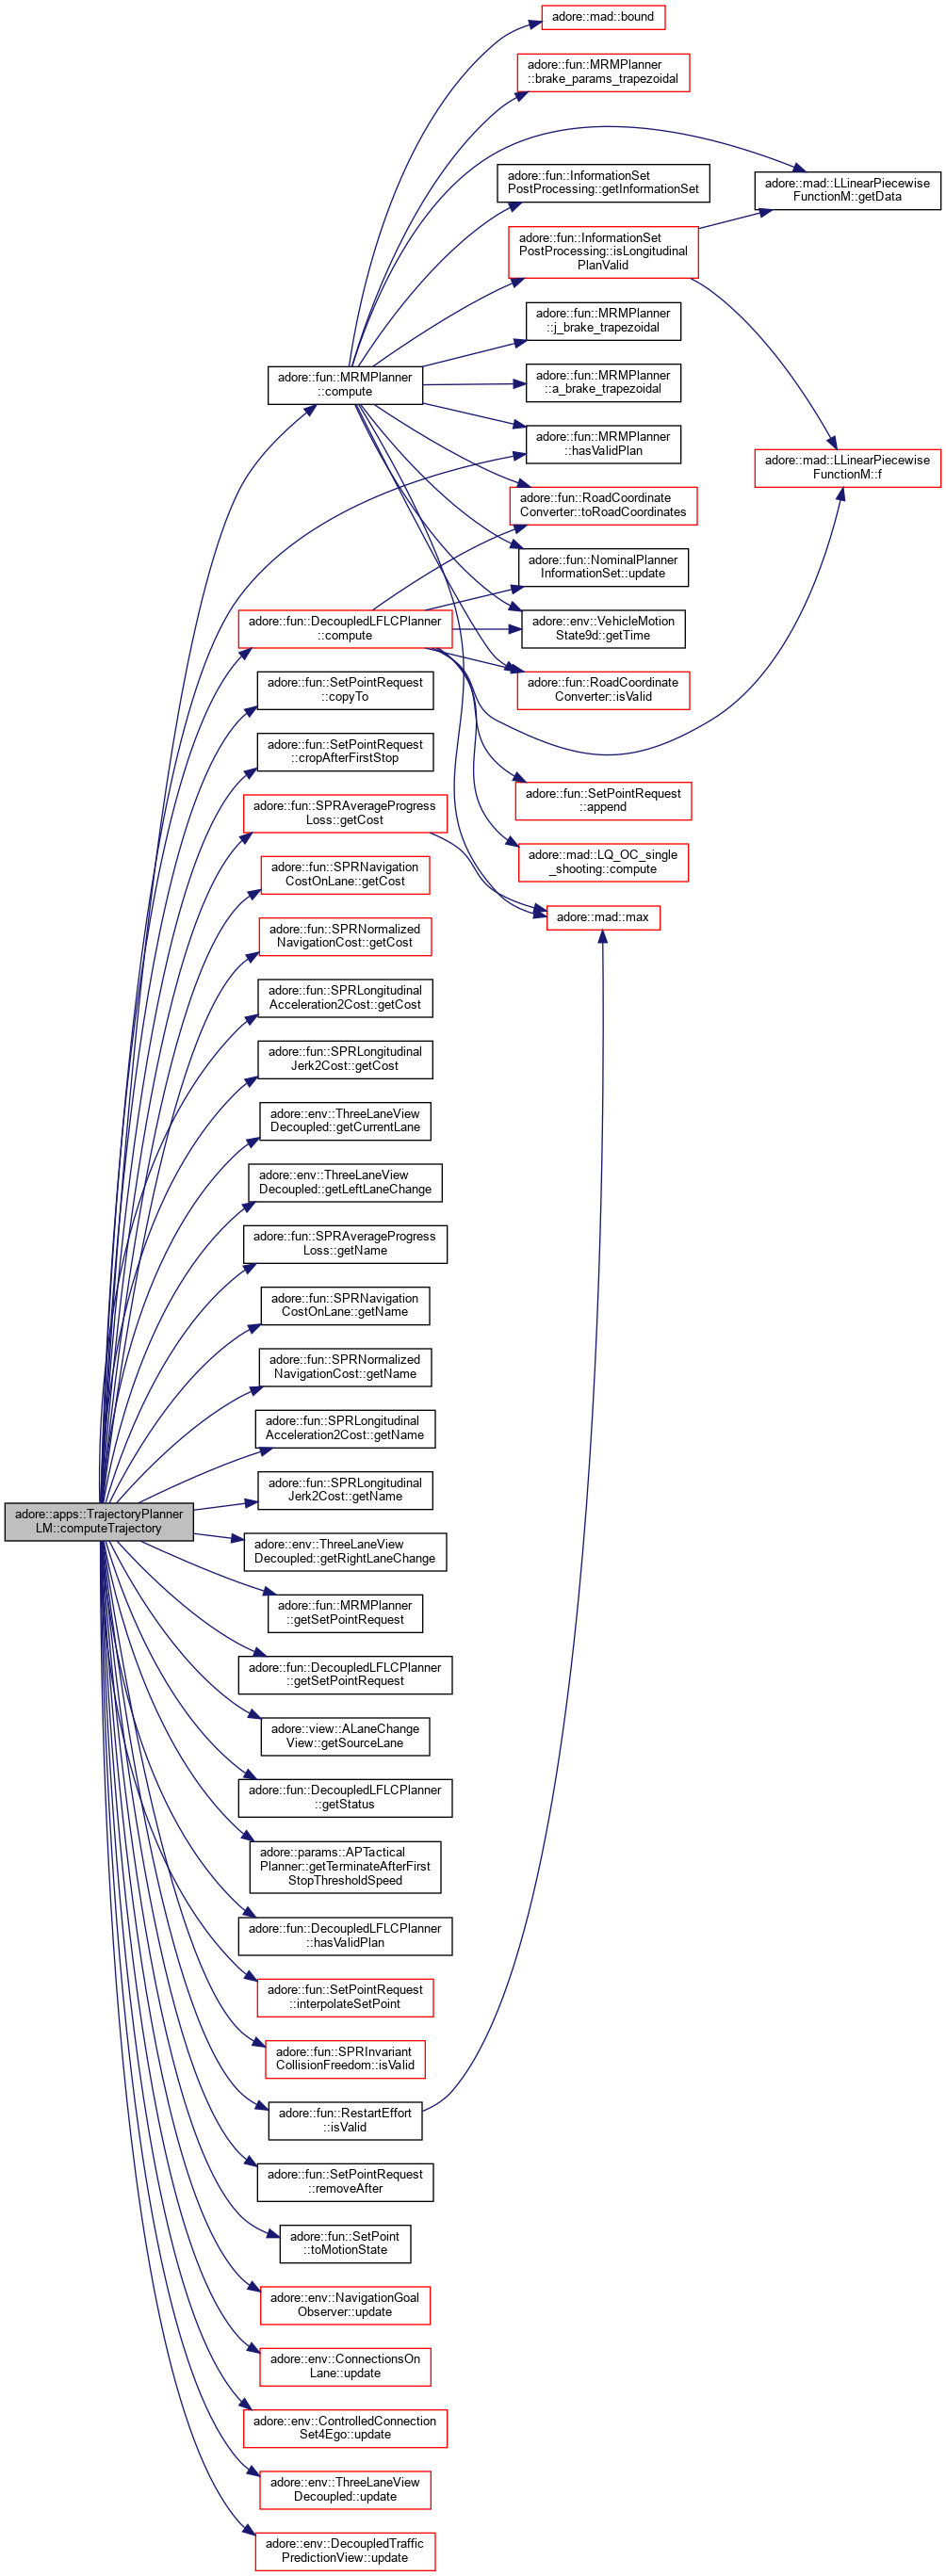 adore::mad::bound
adore::fun::MRMPlanner
::brake_params_trapezoidal
adore::fun::InformationSet
PostProcessing::getInformationSet
adore::mad::LLinearPiecewise
FunctionM::getData
adore::fun::InformationSet
PostProcessing::isLongitudinal
PlanValid
adore::fun::MRMPlanner
::j_brake_trapezoidal
adore::fun::MRMPlanner
::compute
adore::fun::MRMPlanner
::a_brake_trapezoidal
adore::fun::MRMPlanner
::hasValidPlan
adore::mad::LLinearPiecewise
FunctionM::f
adore::fun::RoadCoordinate
Converter::toRoadCoordinates
adore::fun::NominalPlanner
InformationSet::update
adore::fun::DecoupledLFLCPlanner
::compute
adore::env::VehicleMotion
State9d::getTime
adore::fun::SetPointRequest
::copyTo
adore::fun::RoadCoordinate
Converter::isValid
adore::fun::SetPointRequest
::cropAfterFirstStop
adore::fun::SetPointRequest
::append
adore::fun::SPRAverageProgress
Loss::getCost
adore::mad::LQ_OC_single
_shooting::compute
adore::fun::SPRNavigation
CostOnLane::getCost
adore::mad::max
adore::fun::SPRNormalized
NavigationCost::getCost
adore::fun::SPRLongitudinal
Acceleration2Cost::getCost
adore::fun::SPRLongitudinal
Jerk2Cost::getCost
adore::env::ThreeLaneView
Decoupled::getCurrentLane
adore::env::ThreeLaneView
Decoupled::getLeftLaneChange
adore::fun::SPRAverageProgress
Loss::getName
adore::fun::SPRNavigation
CostOnLane::getName
adore::fun::SPRNormalized
NavigationCost::getName
adore::fun::SPRLongitudinal
Acceleration2Cost::getName
adore::fun::SPRLongitudinal
Jerk2Cost::getName
adore::apps::TrajectoryPlanner
LM::computeTrajectory
adore::env::ThreeLaneView
Decoupled::getRightLaneChange
adore::fun::MRMPlanner
::getSetPointRequest
adore::fun::DecoupledLFLCPlanner
::getSetPointRequest
adore::view::ALaneChange
View::getSourceLane
adore::fun::DecoupledLFLCPlanner
::getStatus
adore::params::APTactical
Planner::getTerminateAfterFirst
StopThresholdSpeed
adore::fun::DecoupledLFLCPlanner
::hasValidPlan
adore::fun::SetPointRequest
::interpolateSetPoint
adore::fun::SPRInvariant
CollisionFreedom::isValid
adore::fun::RestartEffort
::isValid
adore::fun::SetPointRequest
::removeAfter
adore::fun::SetPoint
::toMotionState
adore::env::NavigationGoal
Observer::update
adore::env::ConnectionsOn
Lane::update
adore::env::ControlledConnection
Set4Ego::update
adore::env::ThreeLaneView
Decoupled::update
adore::env::DecoupledTraffic
PredictionView::update